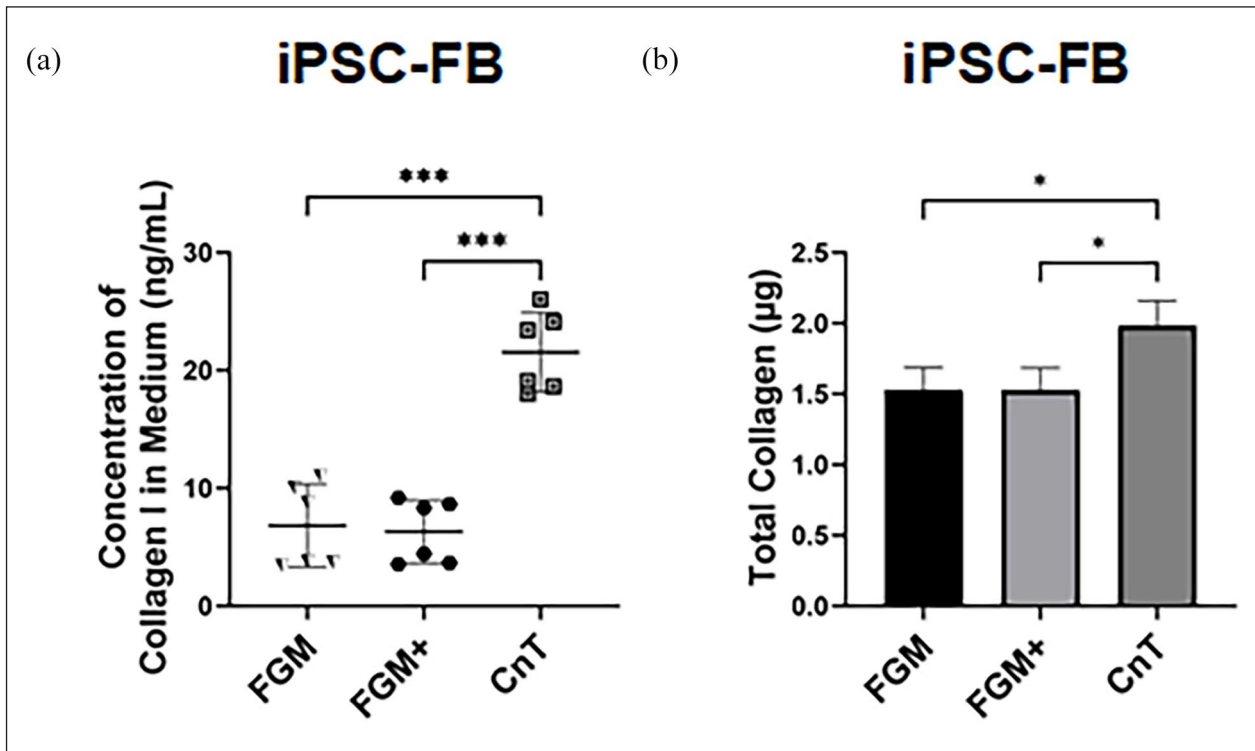 (a)
iPSC-FB
***
***
Concentration of
Collagen I in Medium (ng/mL)
30
20
10
0
FGM
FGM+
CnT
(b)
iPSC-FB
*
*
Total Collagen (µg)
2.5
2.0
1.5
1.0
0.5
0.0
FGM
FGM+
CnT